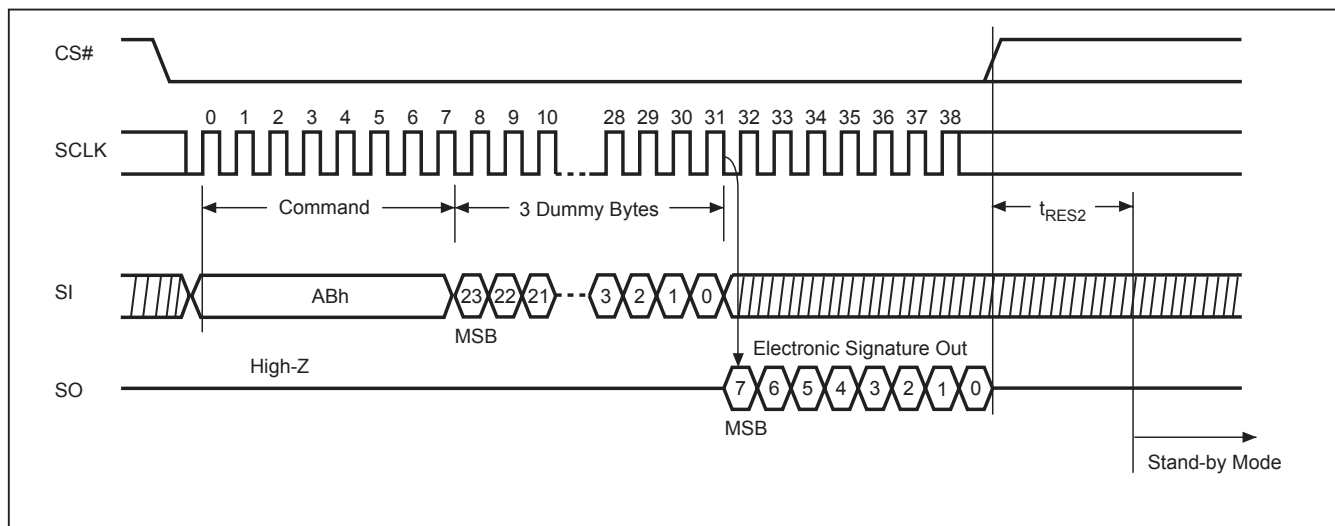 CS#
0 1 2 3 4 5 6 7 8 9 10 28 29 30 31 32 33 34 35 36 37 38
SCLK
Command 3 Dummy Bytes tRES2
SI ABh 23 22 21 3 2 1 0
MSB
High-Z Electronic Signature Out
SO 7 6 5 4 3 2 1 0
MSB
Stand-by Mode